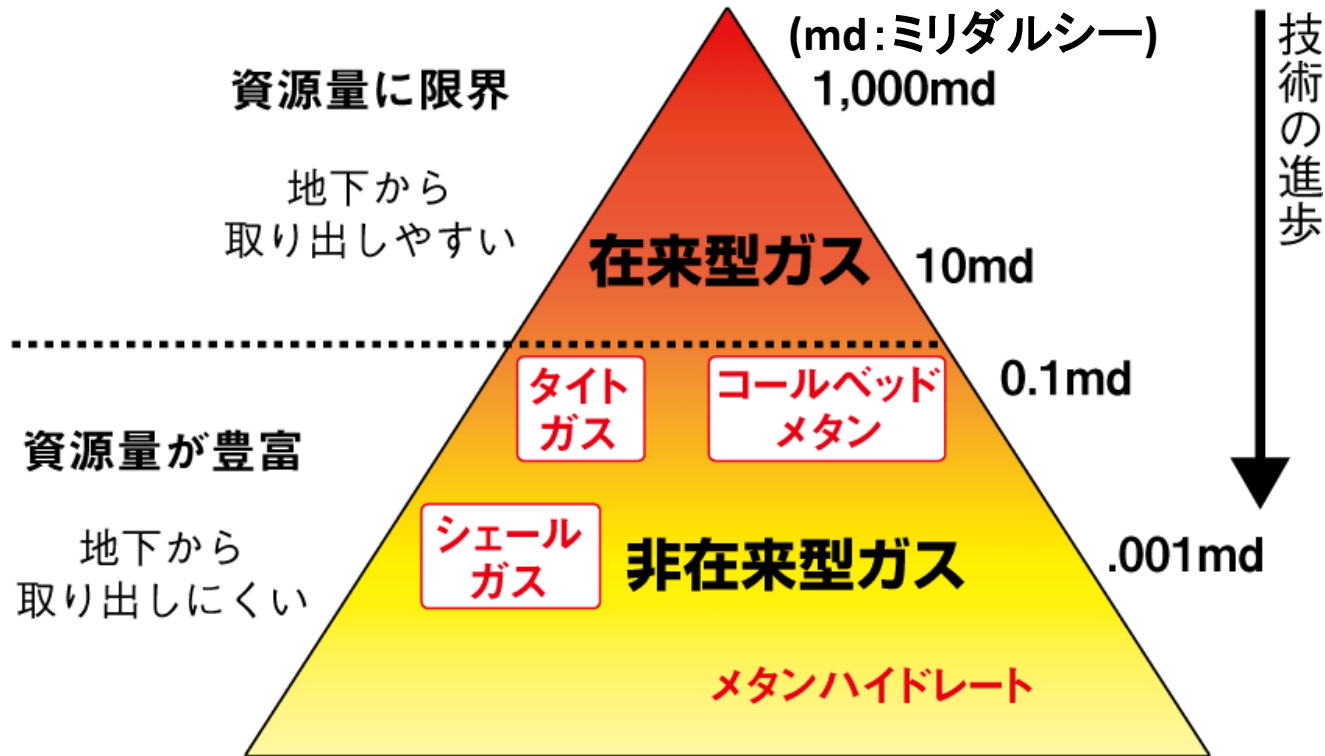 (md:ミリダルシー)
資源量に限界
1,000md
地下から
取り出しやすい
在来型ガス
10md
技術の進歩
タイト
ガス
コールベッド
メタン
0.1md
資源量が豊富
地下から
取り出しにくい
シェール
ガス
非在来型ガス
.001md
メタンハイドレート